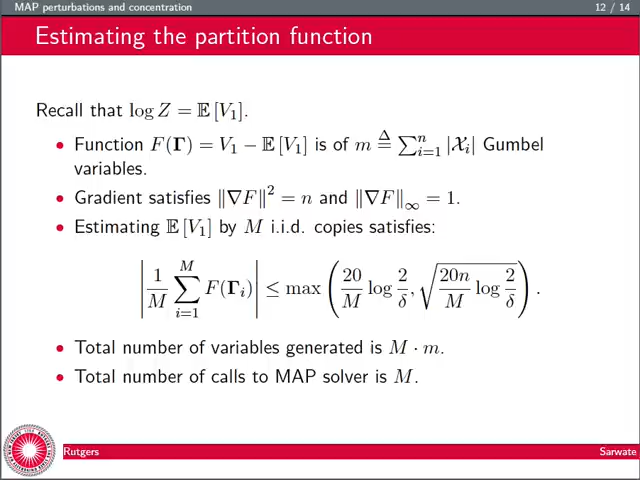 MAP perturbations and concentration 12 / 14
Estimating the partition function
Recall that log Z = 𝔼 [V₁].
• Function F(Γ) = V₁ − 𝔼 [V₁] is of m ≜ ∑ⁿᵢ₌₁ |𝒳ᵢ| Gumbel
variables.
• Gradient satisfies ‖∇F‖² = n and ‖∇F‖∞ = 1.
• Estimating 𝔼 [V₁] by M i.i.d. copies satisfies:
| 1/M ∑ᴹᵢ₌₁ F(Γᵢ) | ≤ max ( 20/M log 2/δ, √( 20n/M log 2/δ ) ) .
• Total number of variables generated is M · m.
• Total number of calls to MAP solver is M.
Rutgers Sarwate